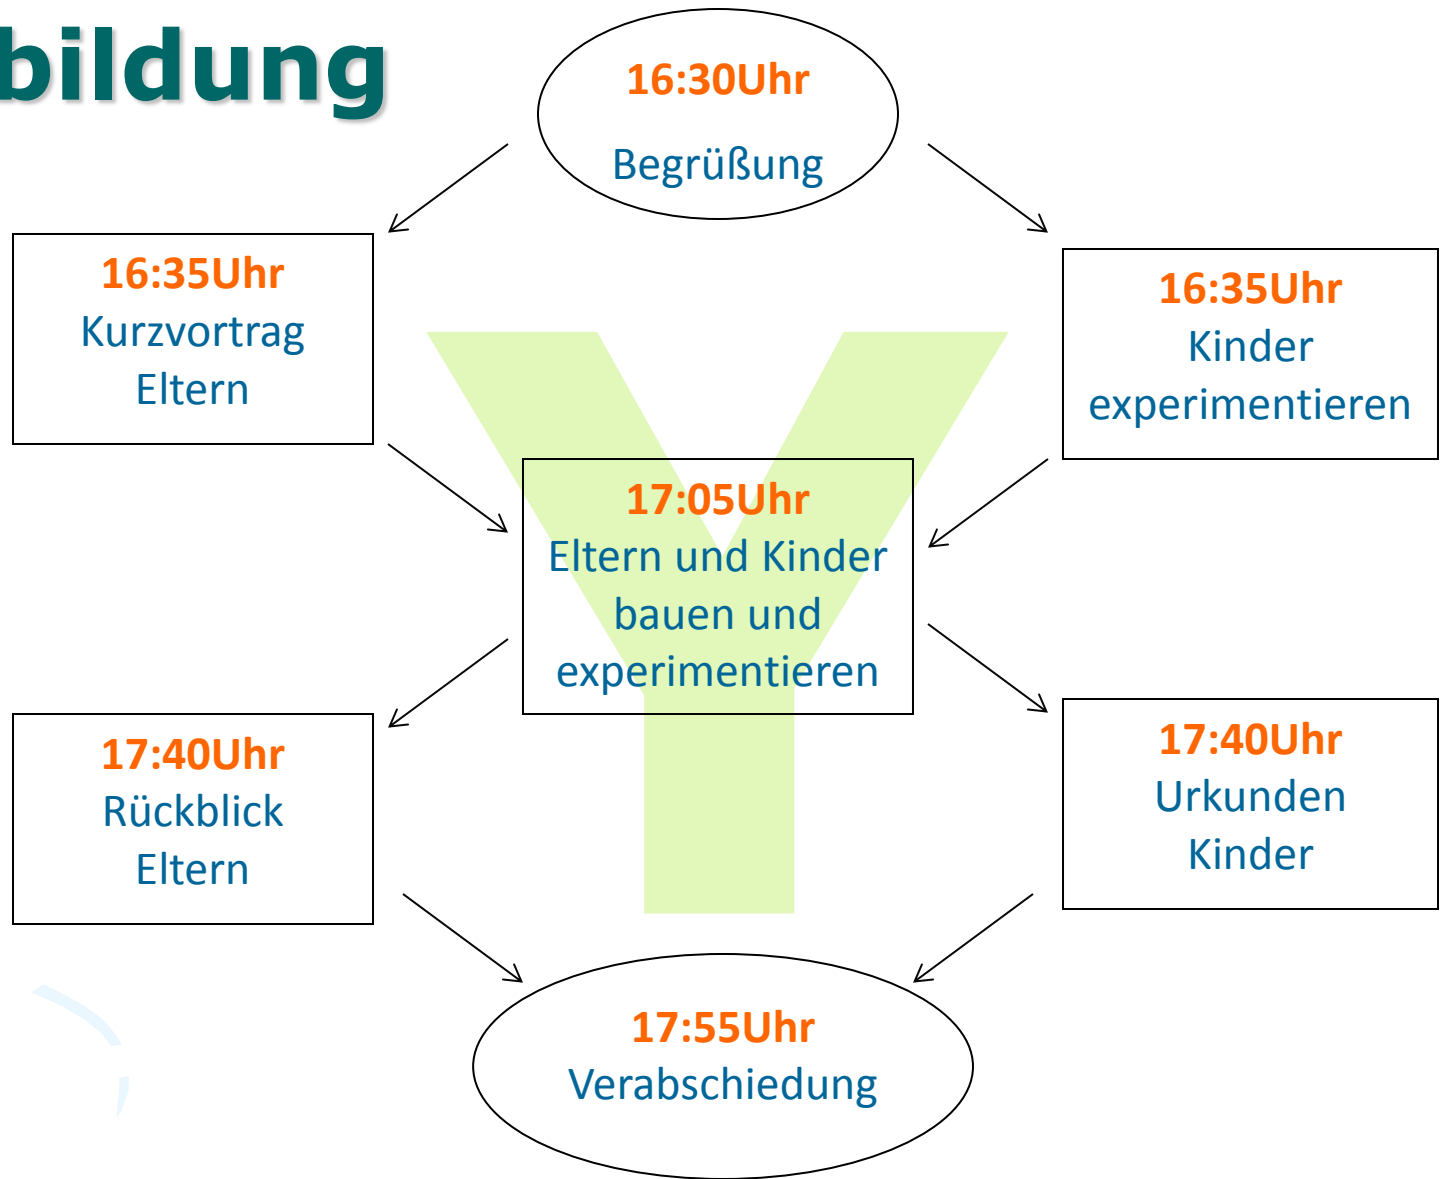 bildung
16:30Uhr
Begrüßung
16:35Uhr
Kurzvortrag
Eltern
16:35Uhr
Kinder
experimentieren
17:05Uhr
Eltern und Kinder
bauen und
experimentieren
17:40Uhr
Rückblick
Eltern
17:40Uhr
Urkunden
Kinder
17:55Uhr
Verabschiedung
Y